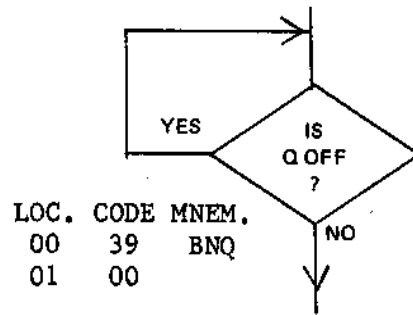 YES
IS
Q OFF
?
NO
LOC. CODE MNEM.
00 39 BNQ
01 00